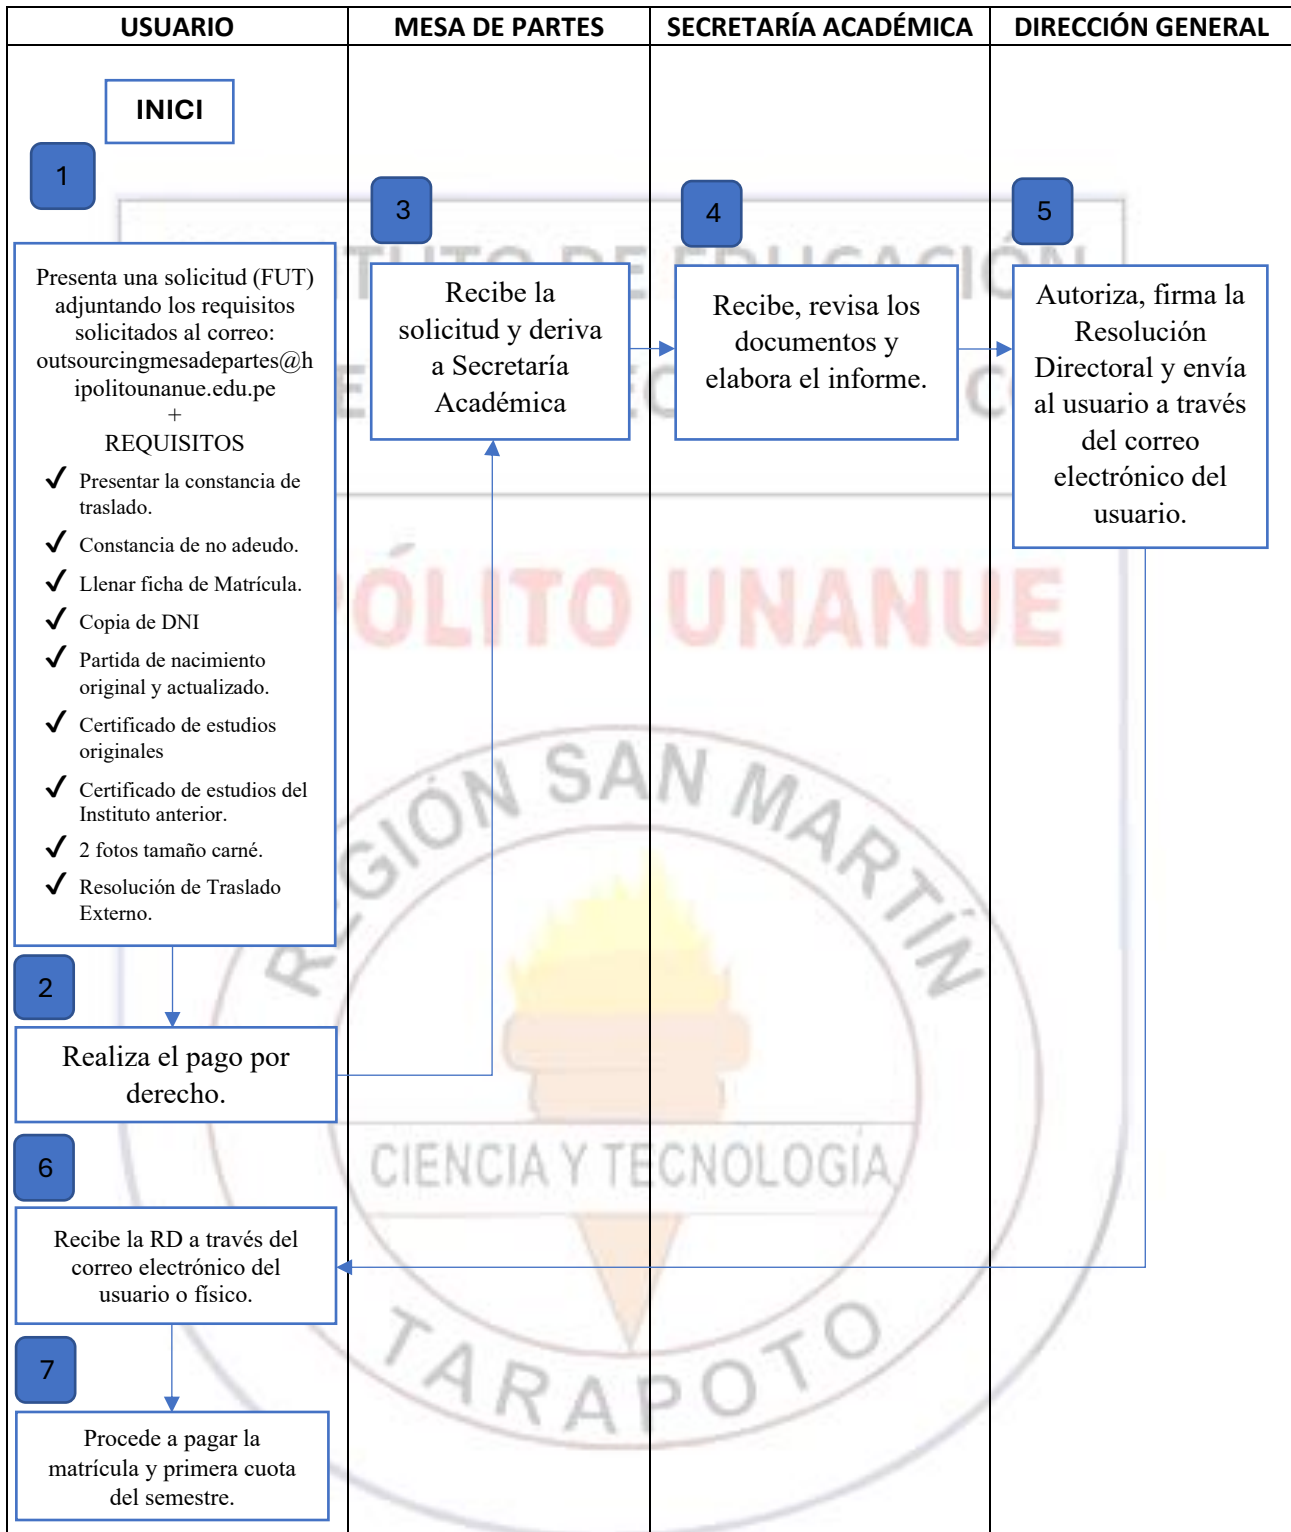 USUARIO
MESA DE PARTES
SECRETARÍA ACADÉMICA
DIRECCIÓN GENERAL
INICI
1
Presenta una solicitud (FUT)
adjuntando los requisitos
solicitados al correo:
outsourcingmesadepartes@h
ipolitounanue.edu.pe
+
REQUISITOS
✓ Presentar la constancia de
traslado.
✓ Constancia de no adeudo.
✓ Llenar ficha de Matrícula.
✓ Copia de DNI
✓ Partida de nacimiento
original y actualizado.
✓ Certificado de estudios
originales
✓ Certificado de estudios del
Instituto anterior.
✓ 2 fotos tamaño carné.
✓ Resolución de Traslado
Externo.
2
Realiza el pago por
derecho.
3
Recibe la
solicitud y deriva
a Secretaría
Académica
4
Recibe, revisa los
documentos y
elabora el informe.
5
Autoriza, firma la
Resolución
Directoral y envía
al usuario a través
del correo
electrónico del
usuario.
6
Recibe la RD a través del
correo electrónico del
usuario o físico.
7
Procede a pagar la
matrícula y primera cuota
del semestre.
TUTO DE EDUCACIÓN
PÓLITO UNANUE
REGIÓN SAN MARTÍN
CIENCIA Y TECNOLOGÍA
TARAPOTO